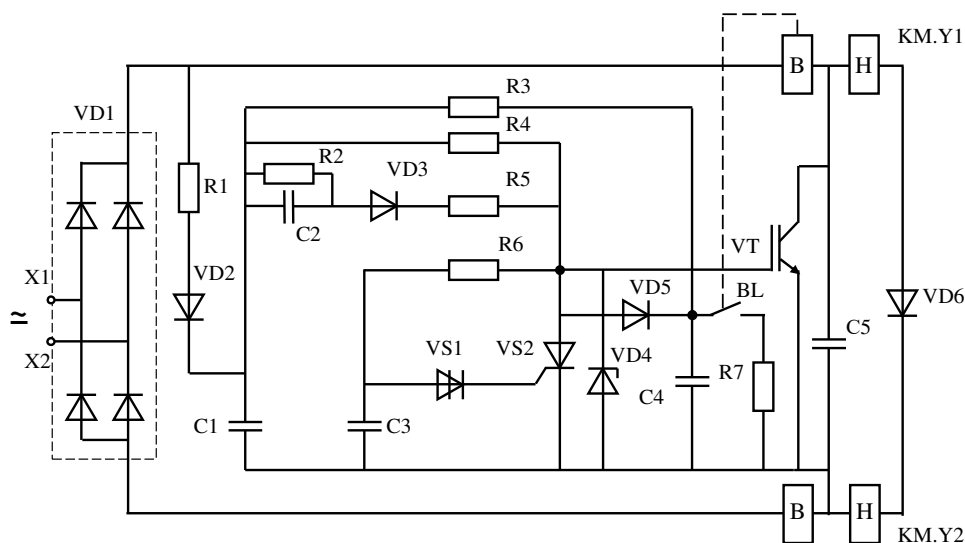 KM.Y1
В
Н
R3
VD1
R4
R2
VD3
R5
R1
C2
R6
VT
X1
VD2
VD5
BL
VD6
≃
X2
VS1
VS2
C5
VD4
R7
C4
C1
C3
В
Н
KM.Y2